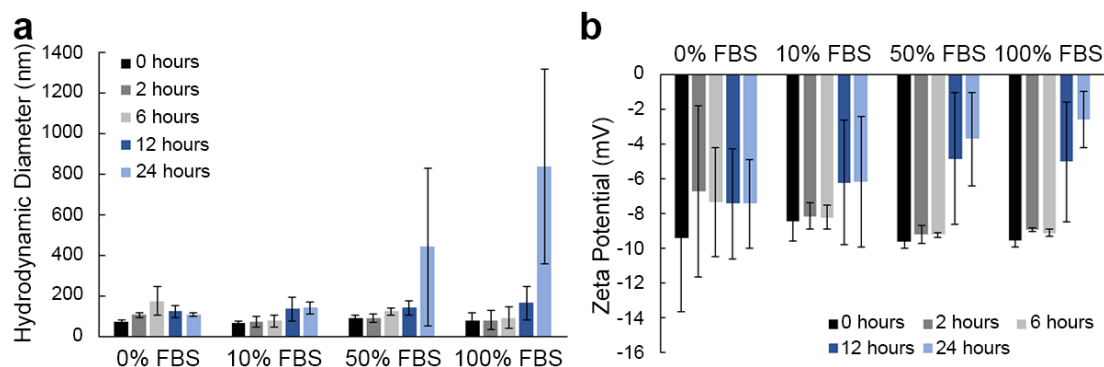 a
Hydrodynamic Diameter (nm)
1400
1200
1000
800
600
400
200
0
0 hours
2 hours
6 hours
12 hours
24 hours
0% FBS 10% FBS 50% FBS 100% FBS
b
0% FBS 10% FBS 50% FBS 100% FBS
Zeta Potential (mV)
0
-2
-4
-6
-8
-10
-12
-14
-16
0 hours 2 hours 6 hours
12 hours 24 hours